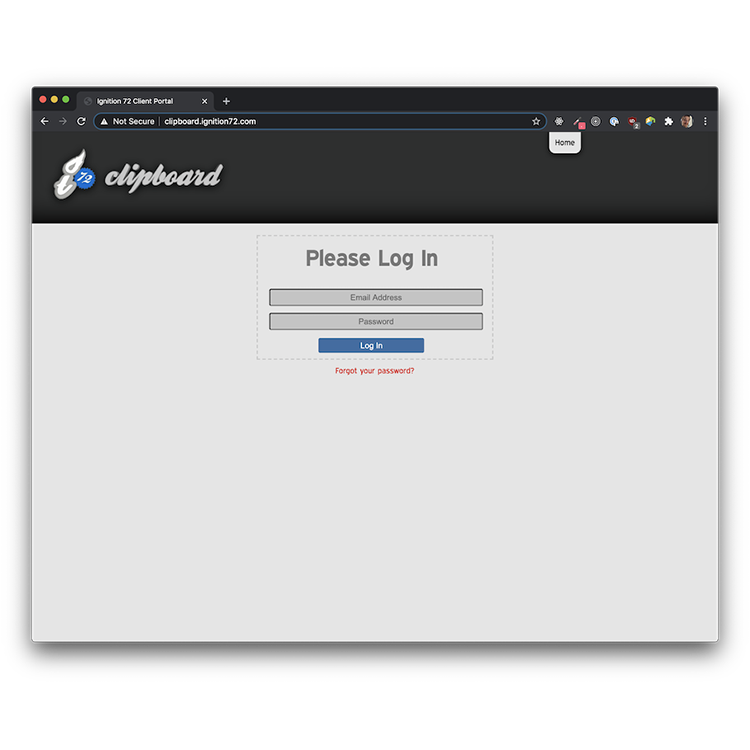 Ignition 72 Client Portal
Not Secure clipboard.ignition72.com
2
Home
i 72 clipboard
Please Log In
Email Address
Password
Log In
Forgot your password?